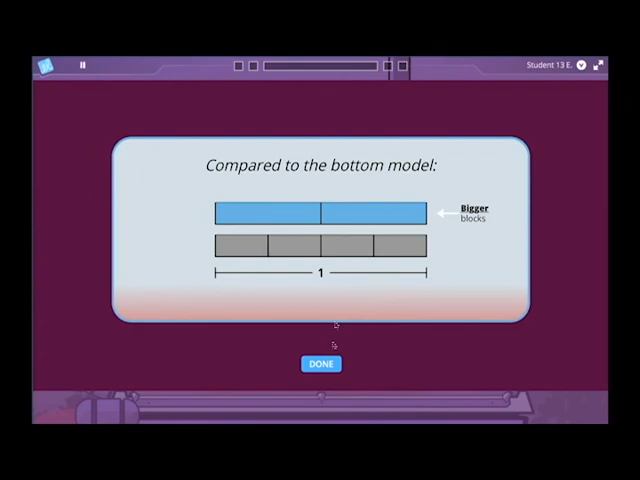 Student 13 E.
Compared to the bottom model:
Bigger
blocks
1
DONE